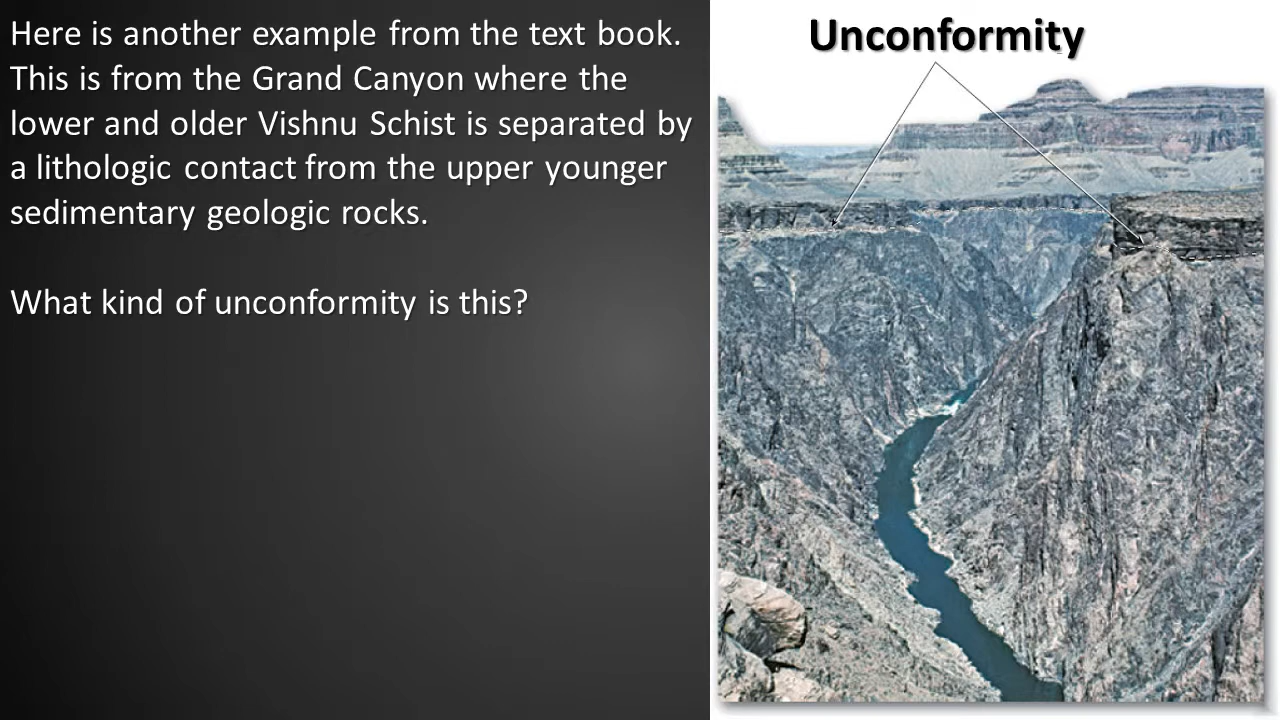 Here is another example from the text book.
This is from the Grand Canyon where the
lower and older Vishnu Schist is separated by
a lithologic contact from the upper younger
sedimentary geologic rocks.
What kind of unconformity is this?
Unconformity